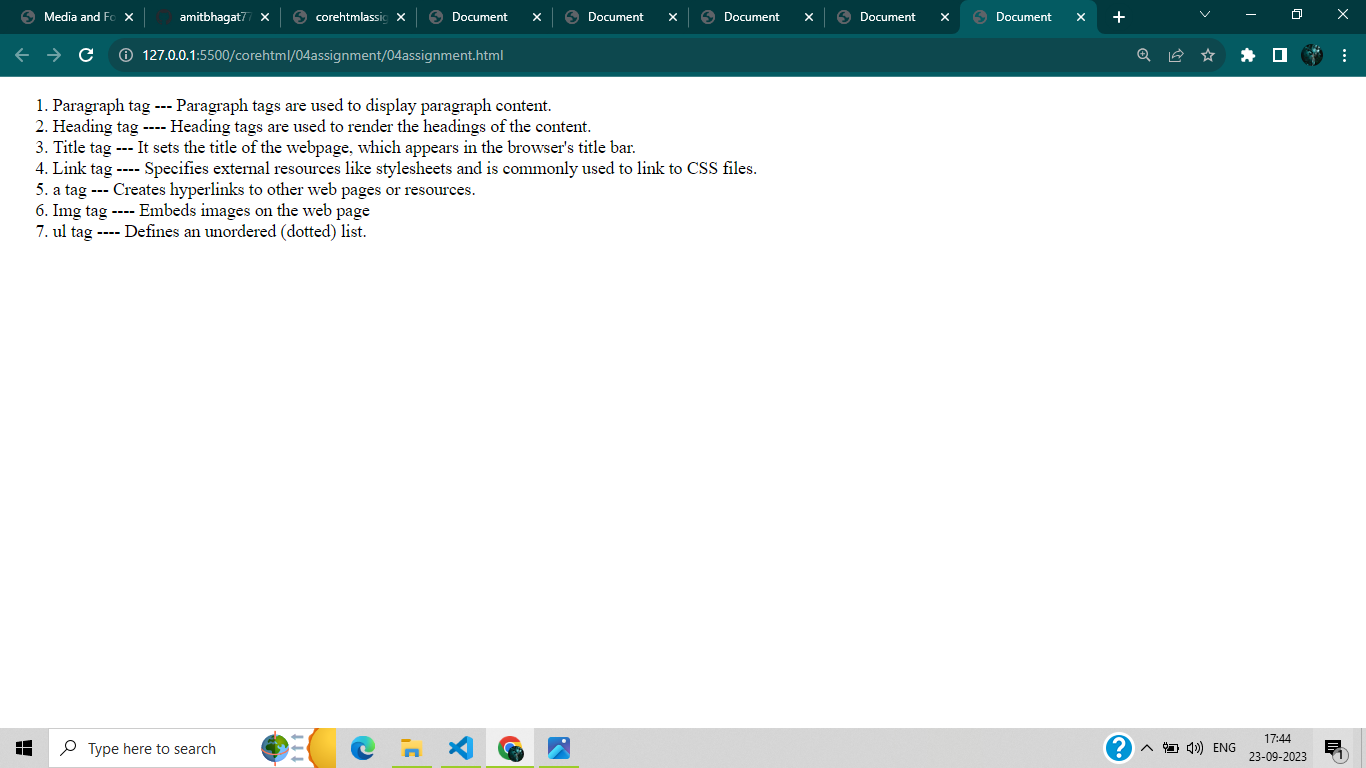 Media and Fo
amitbhagat77
corehtmlassig
Document
Document
Document
Document
Document
127.0.0.1:5500/corehtml/04assignment/04assignment.html
1. Paragraph tag --- Paragraph tags are used to display paragraph content.
2. Heading tag ---- Heading tags are used to render the headings of the content.
3. Title tag --- It sets the title of the webpage, which appears in the browser's title bar.
4. Link tag ---- Specifies external resources like stylesheets and is commonly used to link to CSS files.
5. a tag --- Creates hyperlinks to other web pages or resources.
6. Img tag ---- Embeds images on the web page
7. ul tag ---- Defines an unordered (dotted) list.
Type here to search
ENG
17:44
23-09-2023
1